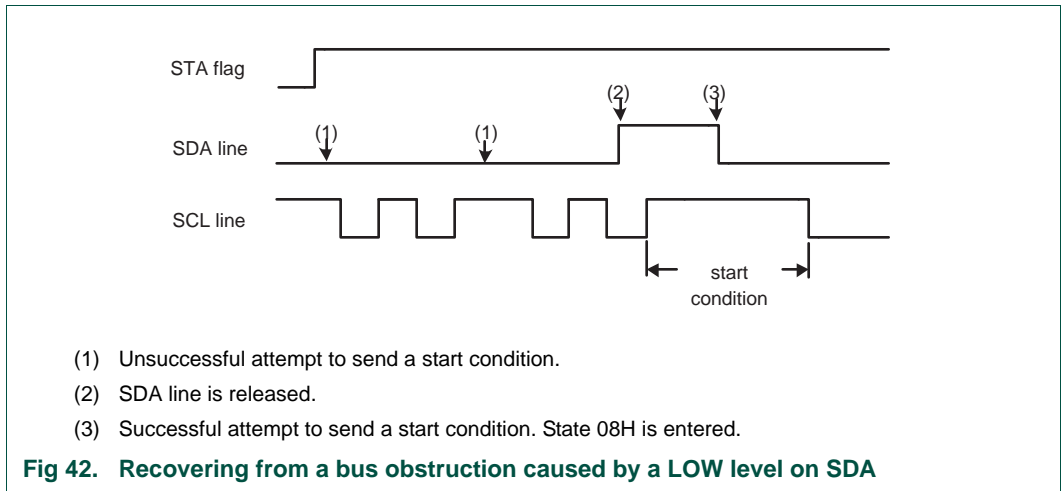 STA flag
(2) (3)
(1) (1)
SDA line
SCL line
start
condition
(1) Unsuccessful attempt to send a start condition.
(2) SDA line is released.
(3) Successful attempt to send a start condition. State 08H is entered.
Fig 42. Recovering from a bus obstruction caused by a LOW level on SDA